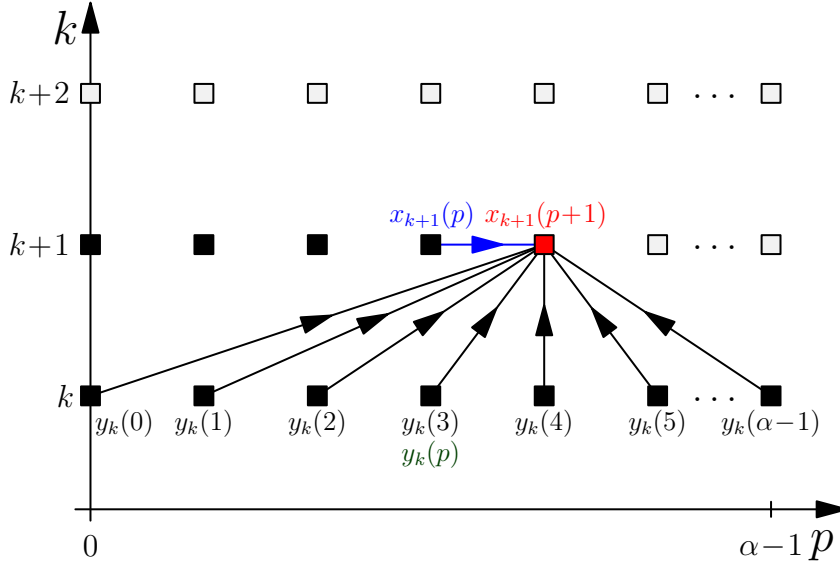 k
k+2
· · ·
x_{k+1}(p) x_{k+1}(p+1)
k+1
· · ·
k
· · ·
y_k(0) y_k(1) y_k(2) y_k(3) y_k(4) y_k(5) y_k(α−1)
y_k(p)
0 α−1 p